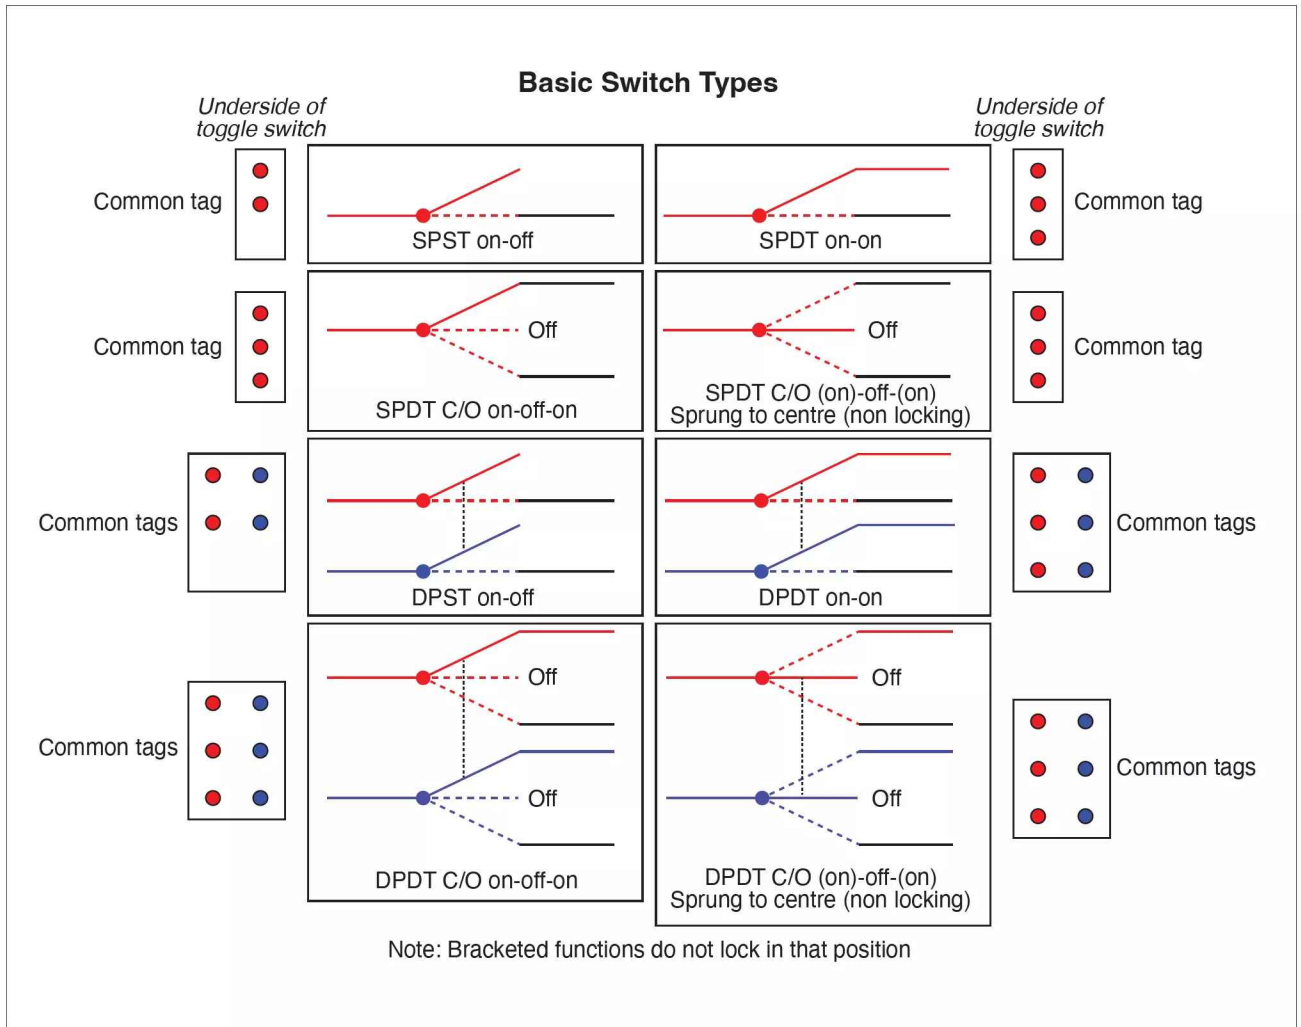 Basic Switch Types
Underside of
toggle switch
Underside of
toggle switch
Common tag
SPST on-off
SPDT on-on
Common tag
Common tag
Off
SPDT C/O on-off-on
Off
SPDT C/O (on)-off-(on)
Sprung to centre (non locking)
Common tag
Common tags
DPST on-off
DPDT on-on
Common tags
Common tags
Off
Off
DPDT C/O on-off-on
Off
Off
DPDT C/O (on)-off-(on)
Sprung to centre (non locking)
Common tags
Note: Bracketed functions do not lock in that position